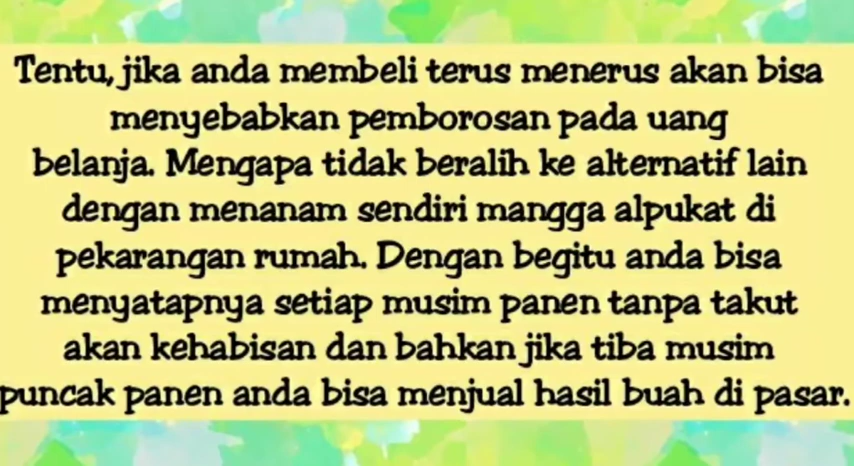 Tentu, jika anda membeli terus menerus akan bisa
menyebabkan pemborosan pada uang
belanja. Mengapa tidak beralih ke alternatif lain
dengan menanam sendiri mangga alpukat di
pekarangan rumah. Dengan begitu anda bisa
menyatapnya setiap musim panen tanpa takut
akan kehabisan dan bahkan jika tiba musim
puncak panen anda bisa menjual hasil buah di pasar.